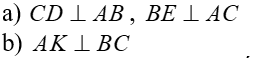 a) CD ⊥ AB , BE ⊥ AC
b) AK ⊥ BC